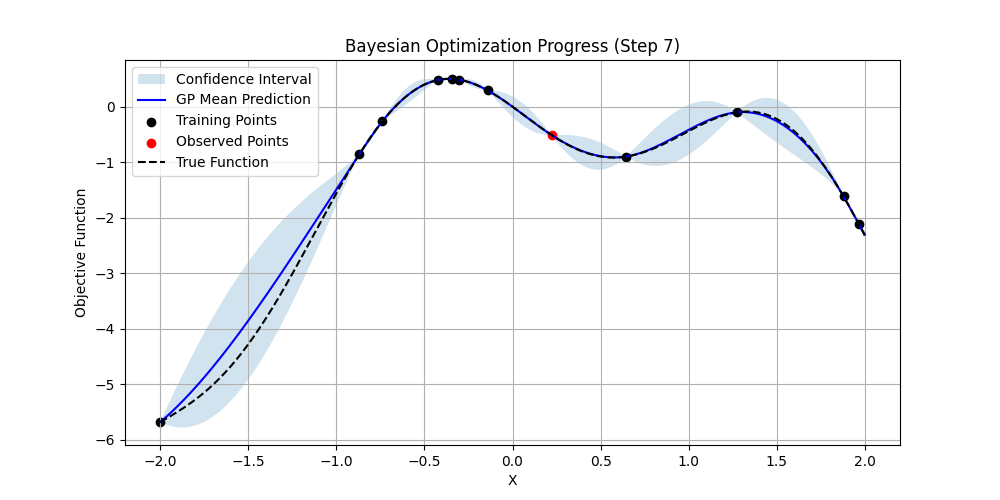 Bayesian Optimization Progress (Step 7)
Confidence Interval
GP Mean Prediction
Training Points
Observed Points
True Function
Objective Function
0
−1
−2
−3
−4
−5
−6
−2.0 −1.5 −1.0 −0.5 0.0 0.5 1.0 1.5 2.0
X